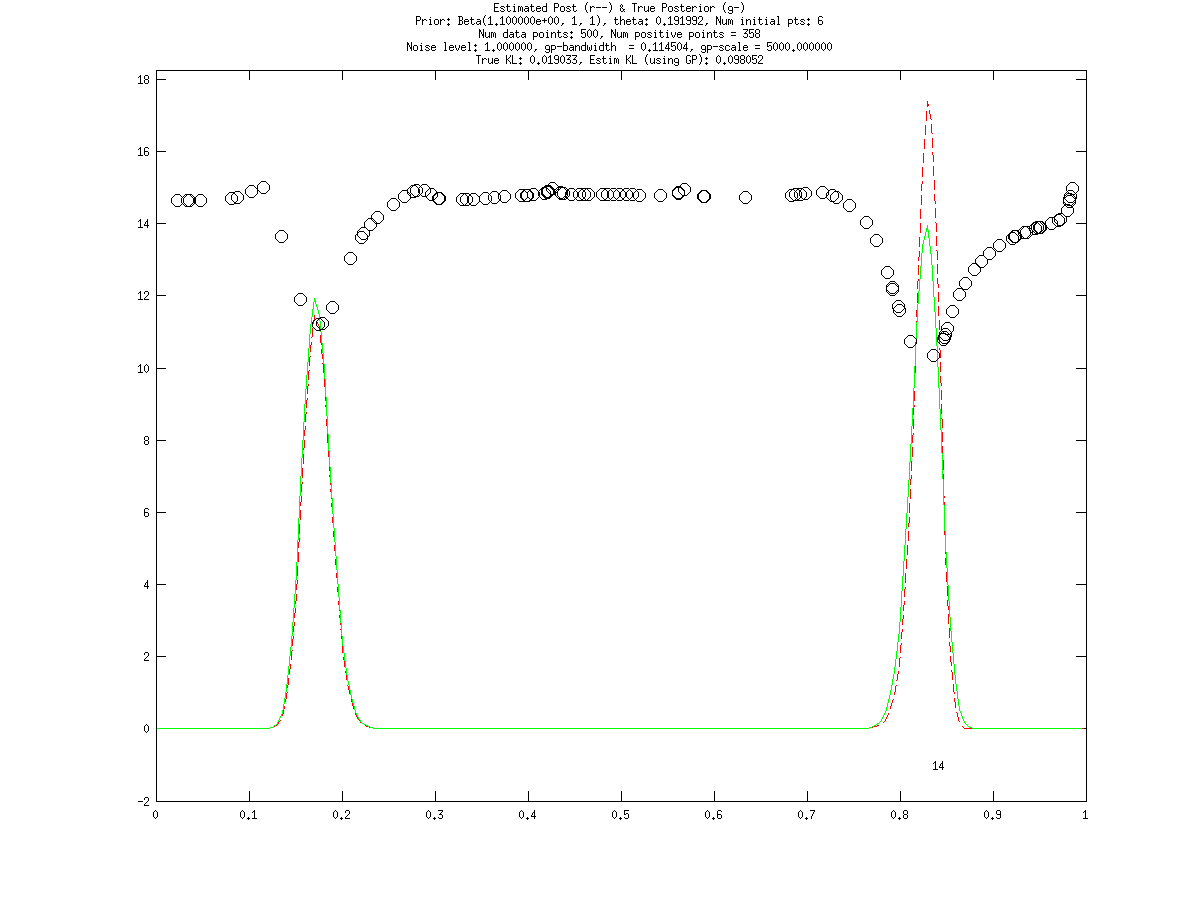 Estimated Post (r--) & True Posterior (g-)
Prior: Beta(1.100000e+00, 1, 1), theta: 0.191992, Num initial pts: 6
Num data points: 500, Num positive points = 358
Noise level: 1.000000, gp-bandwidth  = 0.114504, gp-scale = 5000.000000
True KL: 0.019033, Estim KL (using GP): 0.098052
18
16
14
12
10
8
6
4
2
0
-2
14
0 0.1 0.2 0.3 0.4 0.5 0.6 0.7 0.8 0.9 1